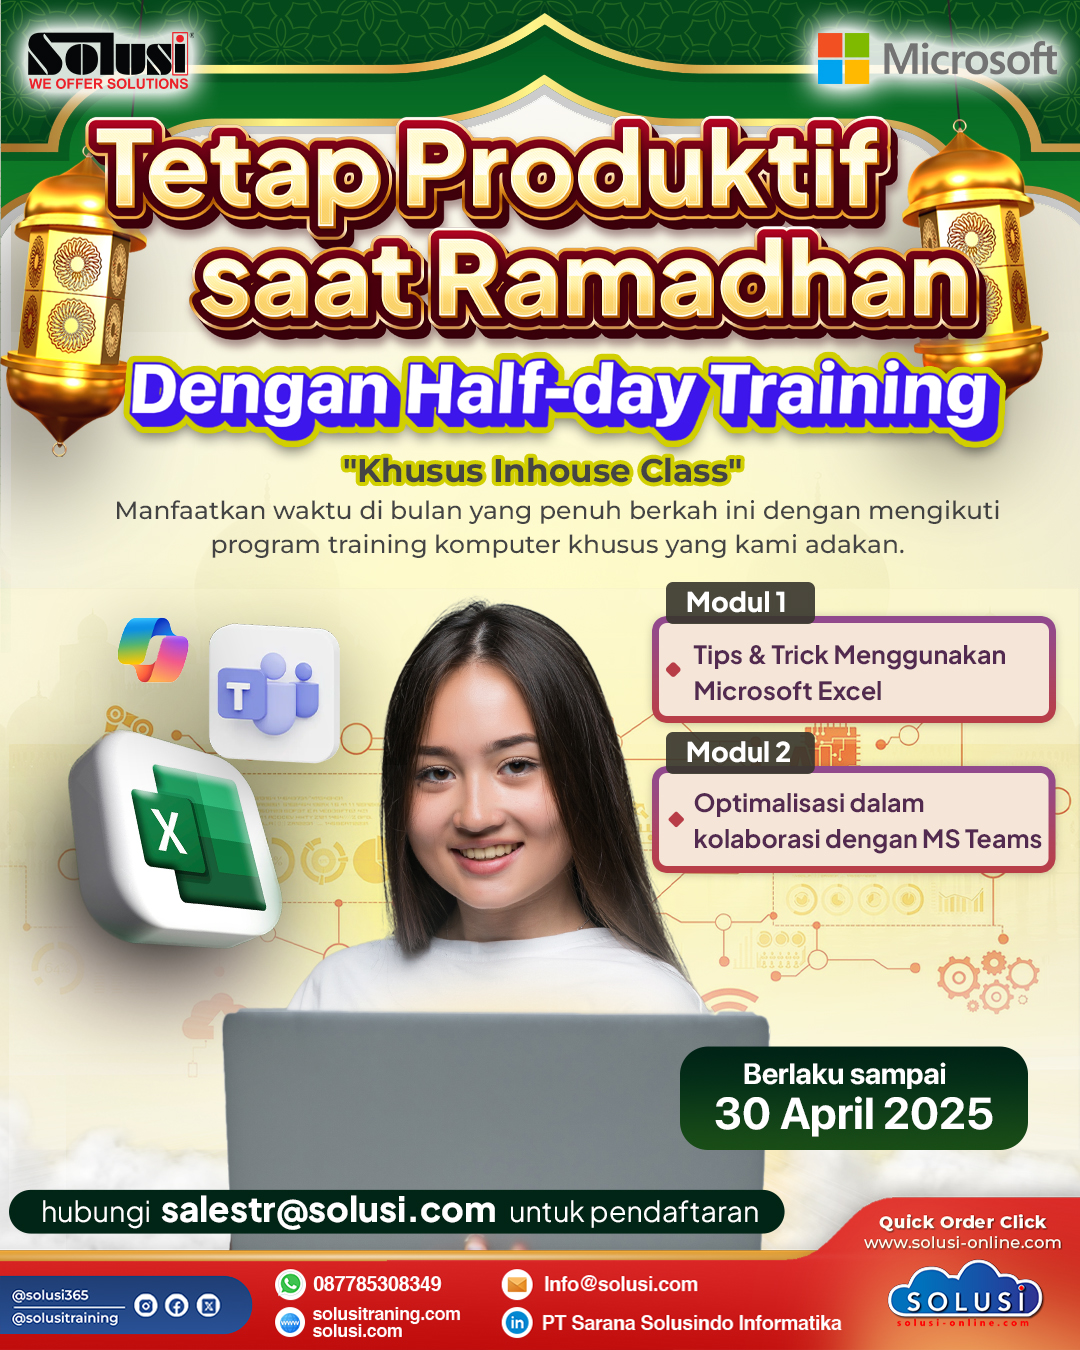 Solusi
WE OFFER SOLUTIONS
Microsoft
Tetap Produktif
saat Ramadhan
Dengan Half-day Training
"Khusus Inhouse Class"
Manfaatkan waktu di bulan yang penuh berkah ini dengan mengikuti
program training komputer khusus yang kami adakan.
Modul 1
Tips & Trick Menggunakan
Microsoft Excel
Modul 2
Optimalisasi dalam
kolaborasi dengan MS Teams
T
X
Berlaku sampai
30 April 2025
hubungi salestr@solusi.com untuk pendaftaran
Quick Order Click
www.solusi-online.com
@solusi365
@solusitraining
087785308349
solusitraning.com
solusi.com
Info@solusi.com
PT Sarana Solusindo Informatika
SOLUSi
solusi-online.com